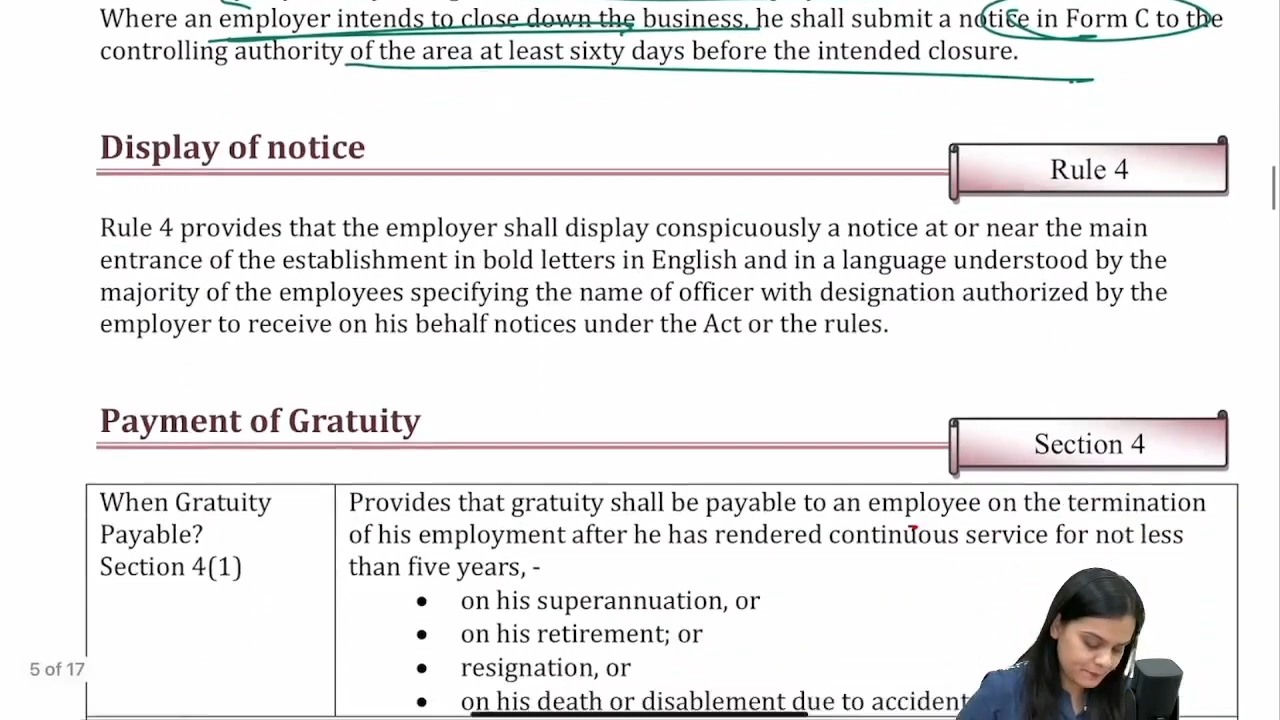 Where an employer intends to close down the business, he shall submit a notice in Form C to the
controlling authority of the area at least sixty days before the intended closure.
Display of notice
Rule 4
Rule 4 provides that the employer shall display conspicuously a notice at or near the main
entrance of the establishment in bold letters in English and in a language understood by the
majority of the employees specifying the name of officer with designation authorized by the
employer to receive on his behalf notices under the Act or the rules.
Payment of Gratuity
Section 4
When Gratuity
Payable?
Section 4(1)
Provides that gratuity shall be payable to an employee on the termination
of his employment after he has rendered continuous service for not less
than five years, -
• on his superannuation, or
• on his retirement; or
• resignation, or
• on his death or disablement due to accident
5 of 17